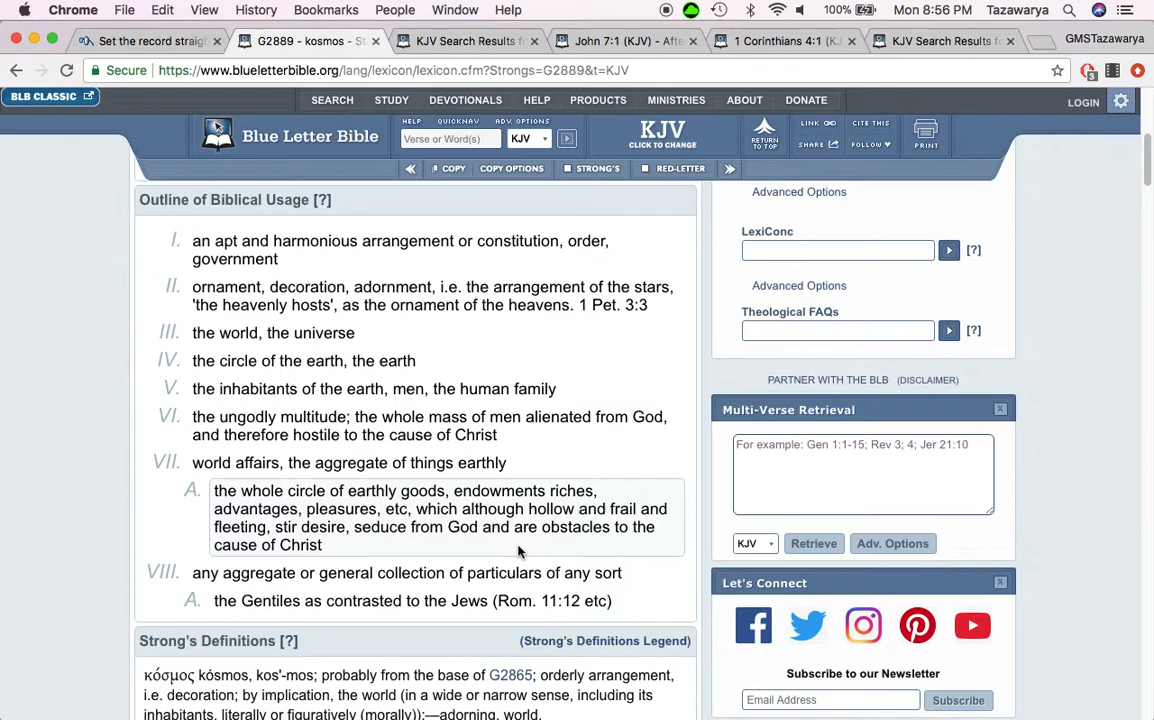 Chrome File Edit View History Bookmarks People Window Help 100% Mon 8:56 PM Tazawarya
Set the record straigh G2889 - kosmos - St KJV Search Results fo John 7:1 (KJV) - Afte 1 Corinthians 4:1 (KJV KJV Search Results fo GMSTazawarya
Secure https://www.blueletterbible.org/lang/lexicon/lexicon.cfm?Strongs=G2889&t=KJV 3
BLB CLASSIC SEARCH STUDY DEVOTIONALS HELP PRODUCTS MINISTRIES ABOUT DONATE LOGIN
HELP QUICKNAV ADV. OPTIONS
Blue Letter Bible Verse or Word(s) KJV
KJV
CLICK TO CHANGE
RETURN TO TOP
LINK CITE THIS
SHARE FOLLOW PRINT
COPY COPY OPTIONS STRONG'S RED-LETTER
Outline of Biblical Usage [?]
I. an apt and harmonious arrangement or constitution, order,
government
II. ornament, decoration, adornment, i.e. the arrangement of the stars,
'the heavenly hosts', as the ornament of the heavens. 1 Pet. 3:3
III. the world, the universe
IV. the circle of the earth, the earth
V. the inhabitants of the earth, men, the human family
VI. the ungodly multitude; the whole mass of men alienated from God,
and therefore hostile to the cause of Christ
VII. world affairs, the aggregate of things earthly
A. the whole circle of earthly goods, endowments riches,
advantages, pleasures, etc, which although hollow and frail and
fleeting, stir desire, seduce from God and are obstacles to the
cause of Christ
VIII. any aggregate or general collection of particulars of any sort
A. the Gentiles as contrasted to the Jews (Rom. 11:12 etc)
Strong's Definitions [?] (Strong's Definitions Legend)
κόσμος kósmos, kos'-mos; probably from the base of G2865; orderly arrangement,
i.e. decoration; by implication, the world (in a wide or narrow sense, including its
inhabitants, literally or figuratively (morally));—adorning, world.
Advanced Options
LexiConc
[?]
Advanced Options
Theological FAQs
[?]
PARTNER WITH THE BLB (DISCLAIMER)
Multi-Verse Retrieval X
For example: Gen 1:1-15; Rev 3; 4; Jer 21:10
KJV Retrieve Adv. Options
Let's Connect X
Subscribe to our Newsletter
Email Address Subscribe